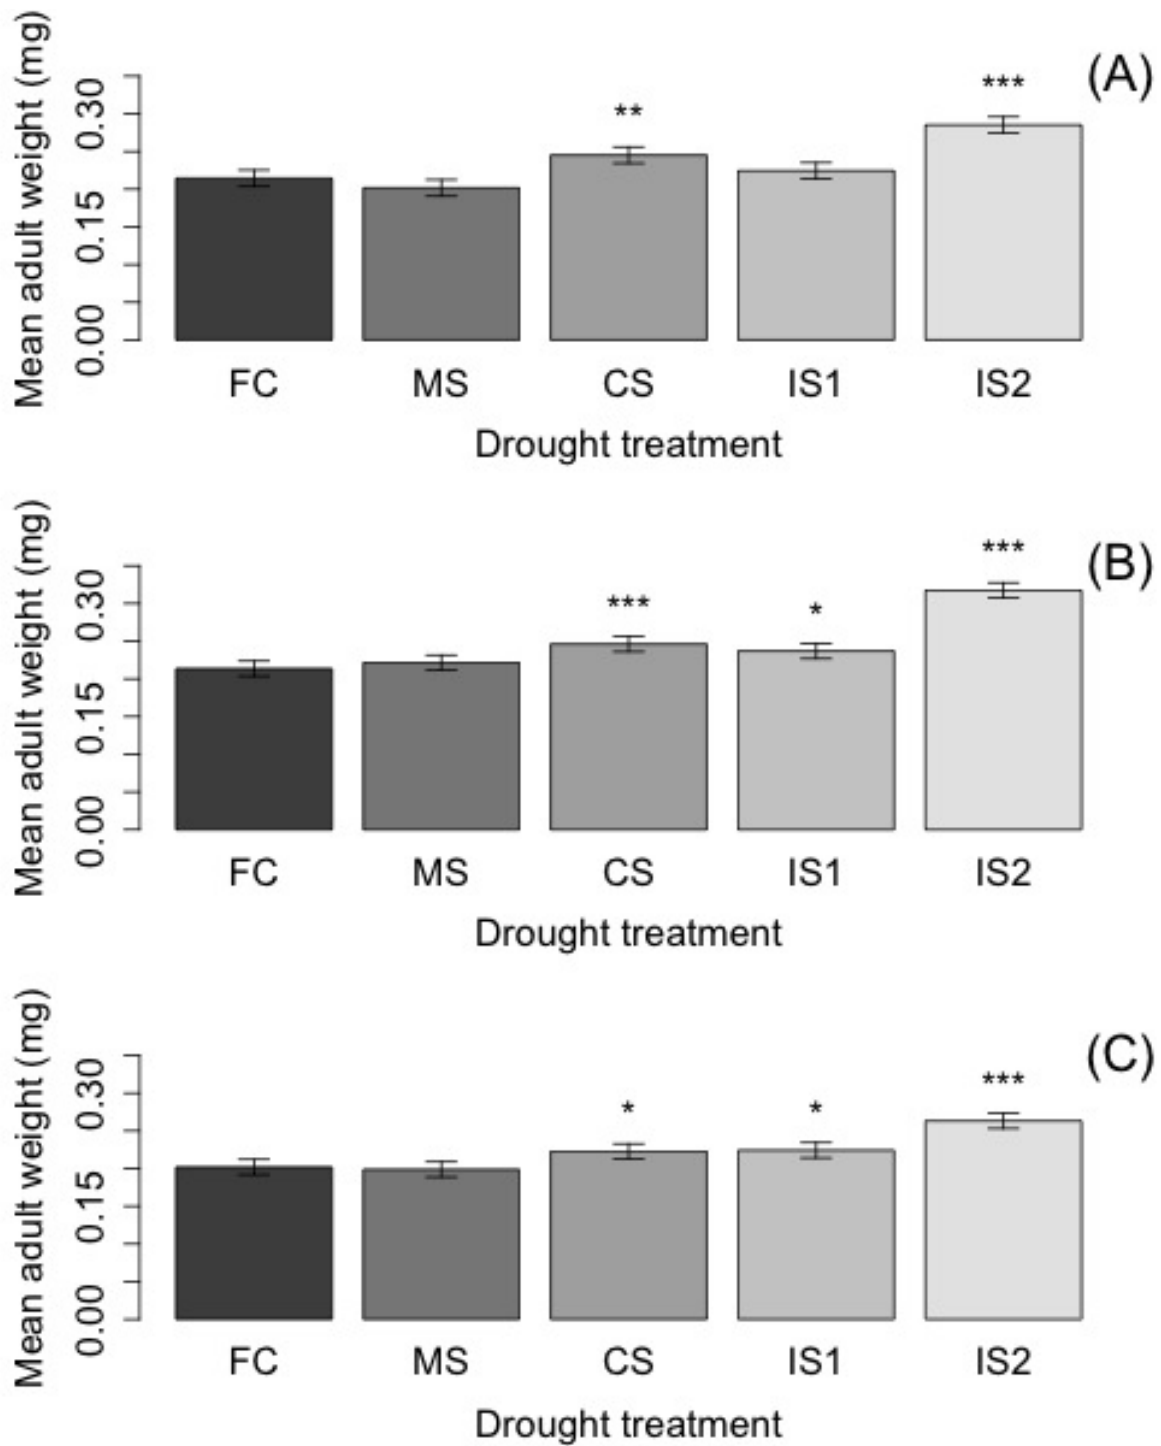 (A)
Mean adult weight (mg)
0.30
0.15
0.00
** ***
FC MS CS IS1 IS2
Drought treatment
(B)
Mean adult weight (mg)
0.30
0.15
0.00
*** * ***
FC MS CS IS1 IS2
Drought treatment
(C)
Mean adult weight (mg)
0.30
0.15
0.00
* * ***
FC MS CS IS1 IS2
Drought treatment